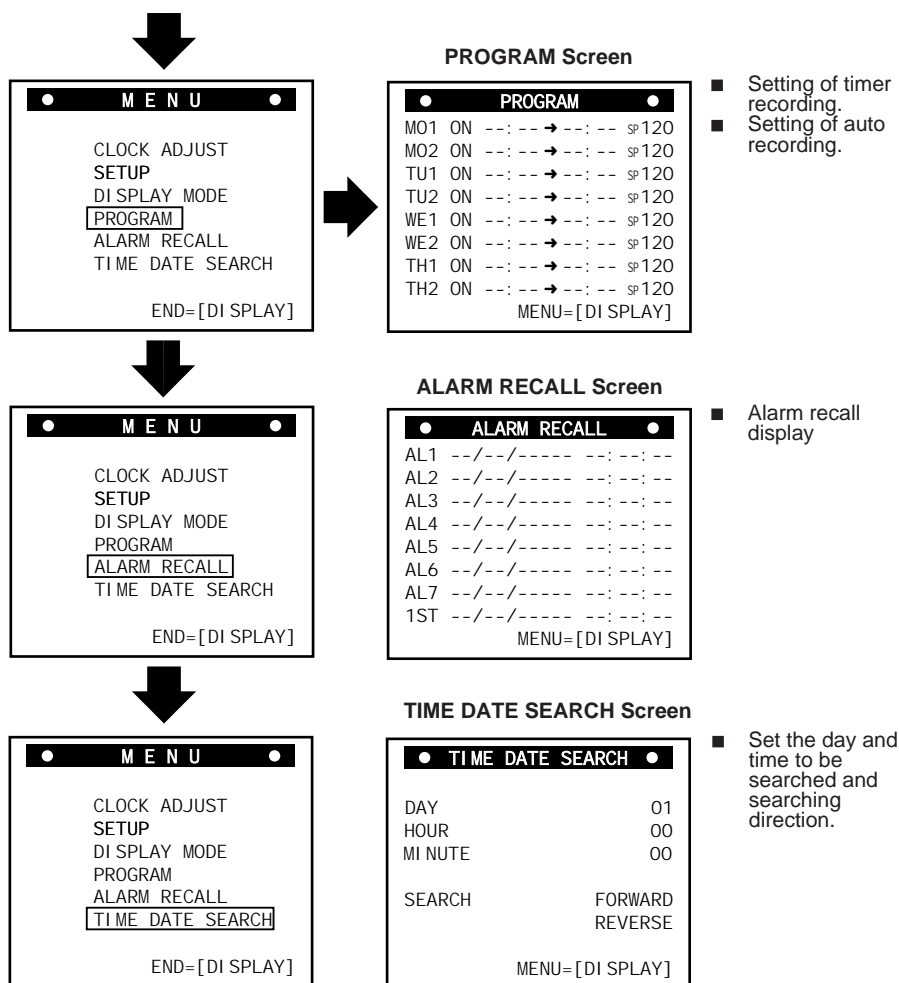 PROGRAM Screen
● M E N U ●
CLOCK ADJUST
SETUP
DISPLAY MODE
PROGRAM
ALARM RECALL
TIME DATE SEARCH
END=[DISPLAY]
● PROGRAM ●
MO1 ON --:-- ➜ --:-- SP120
MO2 ON --:-- ➜ --:-- SP120
TU1 ON --:-- ➜ --:-- SP120
TU2 ON --:-- ➜ --:-- SP120
WE1 ON --:-- ➜ --:-- SP120
WE2 ON --:-- ➜ --:-- SP120
TH1 ON --:-- ➜ --:-- SP120
TH2 ON --:-- ➜ --:-- SP120
MENU=[DISPLAY]
■ Setting of timer
recording.
■ Setting of auto
recording.
ALARM RECALL Screen
● M E N U ●
CLOCK ADJUST
SETUP
DISPLAY MODE
PROGRAM
ALARM RECALL
TIME DATE SEARCH
END=[DISPLAY]
● ALARM RECALL ●
AL1 --/--/----- --:--:--
AL2 --/--/----- --:--:--
AL3 --/--/----- --:--:--
AL4 --/--/----- --:--:--
AL5 --/--/----- --:--:--
AL6 --/--/----- --:--:--
AL7 --/--/----- --:--:--
1ST --/--/----- --:--:--
MENU=[DISPLAY]
■ Alarm recall
display
TIME DATE SEARCH Screen
● M E N U ●
CLOCK ADJUST
SETUP
DISPLAY MODE
PROGRAM
ALARM RECALL
TIME DATE SEARCH
END=[DISPLAY]
● TIME DATE SEARCH ●
DAY 01
HOUR 00
MINUTE 00
SEARCH FORWARD
REVERSE
MENU=[DISPLAY]
■ Set the day and
time to be
searched and
searching
direction.